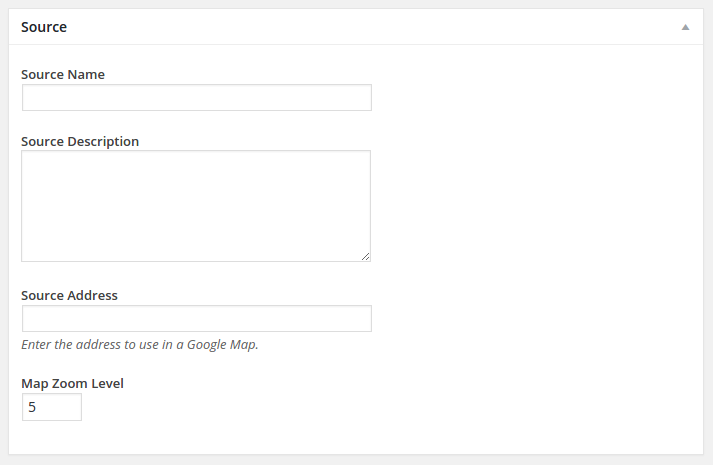 Source
Source Name
Source Description
Source Address
Enter the address to use in a Google Map.
Map Zoom Level
5